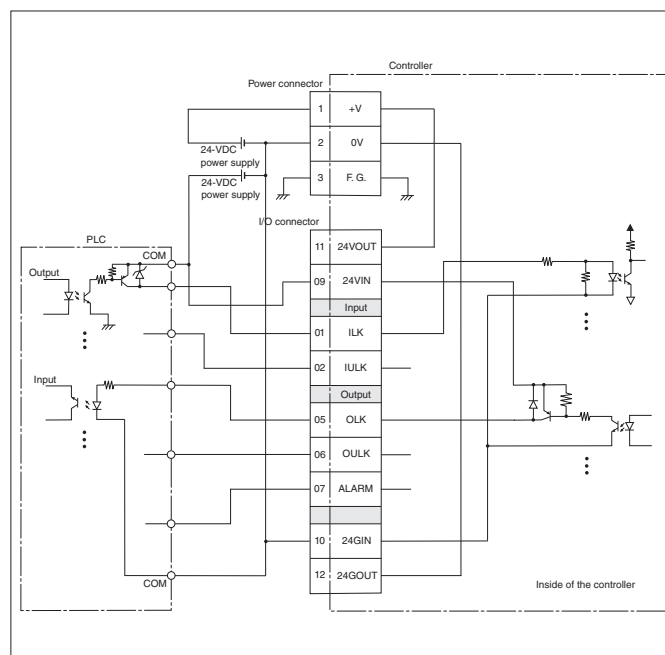 Controller
Power connector
1 +V
2 0V
3 F. G.
24-VDC
power supply
24-VDC
power supply
I/O connector
PLC
COM
11 24VOUT
Output
09 24VIN
Input
01 ILK
02 IULK
Output
Input
05 OLK
06 OULK
07 ALARM
10 24GIN
COM
12 24GOUT
Inside of the controller